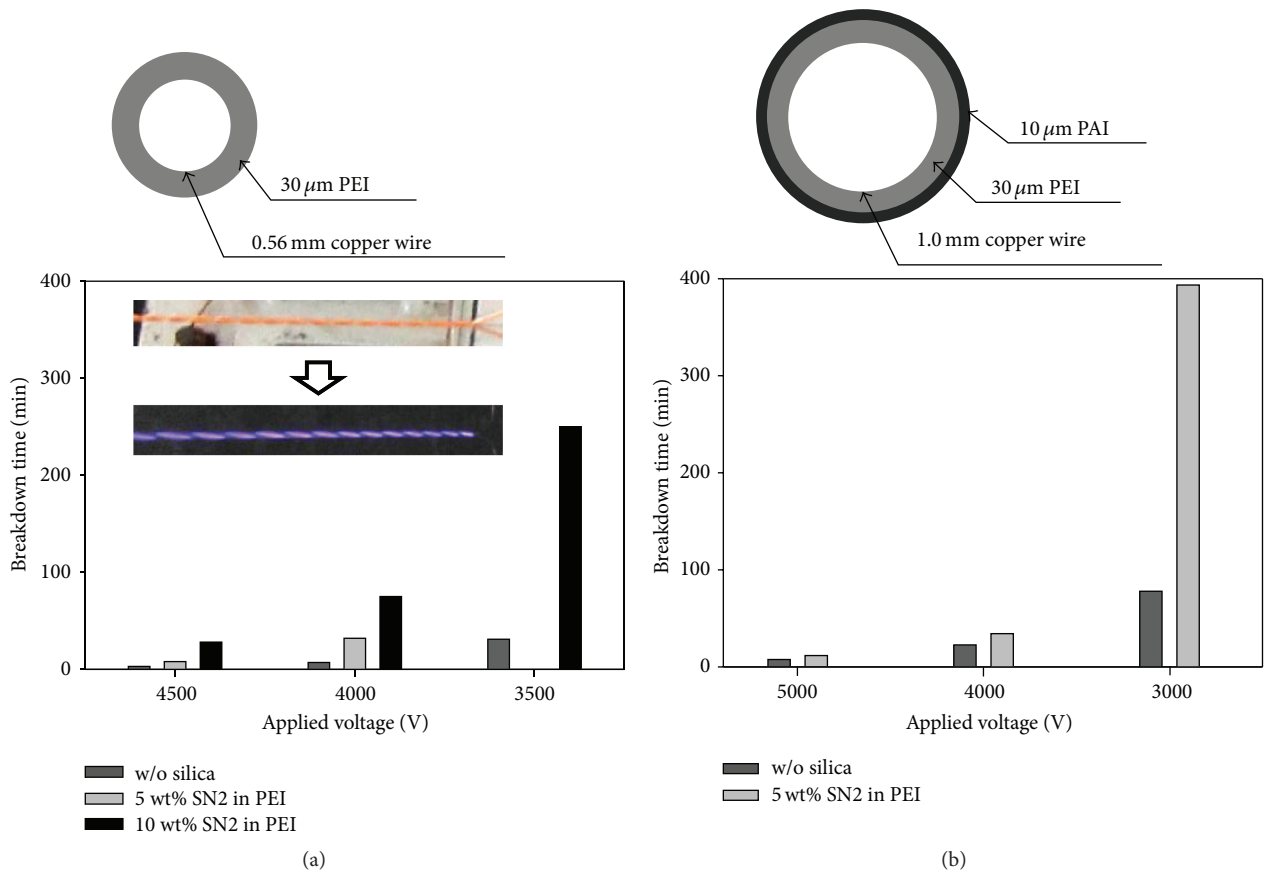 30 μm PEI
0.56 mm copper wire
400
300
200
100
0
Breakdown time (min)
4500
4000
3500
Applied voltage (V)
w/o silica
5 wt% SN2 in PEI
10 wt% SN2 in PEI
(a)
10 μm PAI
30 μm PEI
1.0 mm copper wire
400
300
200
100
0
Breakdown time (min)
5000
4000
3000
Applied voltage (V)
w/o silica
5 wt% SN2 in PEI
(b)